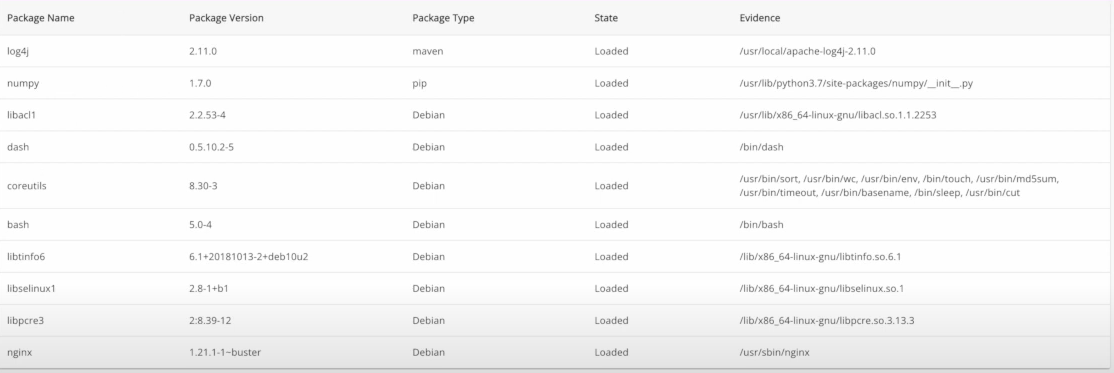 Package Name Package Version Package Type State Evidence
log4j 2.11.0 maven Loaded /usr/local/apache-log4j-2.11.0
numpy 1.7.0 pip Loaded /usr/lib/python3.7/site-packages/numpy/__init__.py
libacl1 2.2.53-4 Debian Loaded /usr/lib/x86_64-linux-gnu/libacl.so.1.1.2253
dash 0.5.10.2-5 Debian Loaded /bin/dash
coreutils 8.30-3 Debian Loaded /usr/bin/sort, /usr/bin/wc, /usr/bin/env, /bin/touch, /usr/bin/md5sum,
/usr/bin/timeout, /usr/bin/basename, /bin/sleep, /usr/bin/cut
bash 5.0-4 Debian Loaded /bin/bash
libtinfo6 6.1+20181013-2+deb10u2 Debian Loaded /lib/x86_64-linux-gnu/libtinfo.so.6.1
libselinux1 2.8-1+b1 Debian Loaded /lib/x86_64-linux-gnu/libselinux.so.1
libpcre3 2:8.39-12 Debian Loaded /lib/x86_64-linux-gnu/libpcre.so.3.13.3
nginx 1.21.1-1~buster Debian Loaded /usr/sbin/nginx